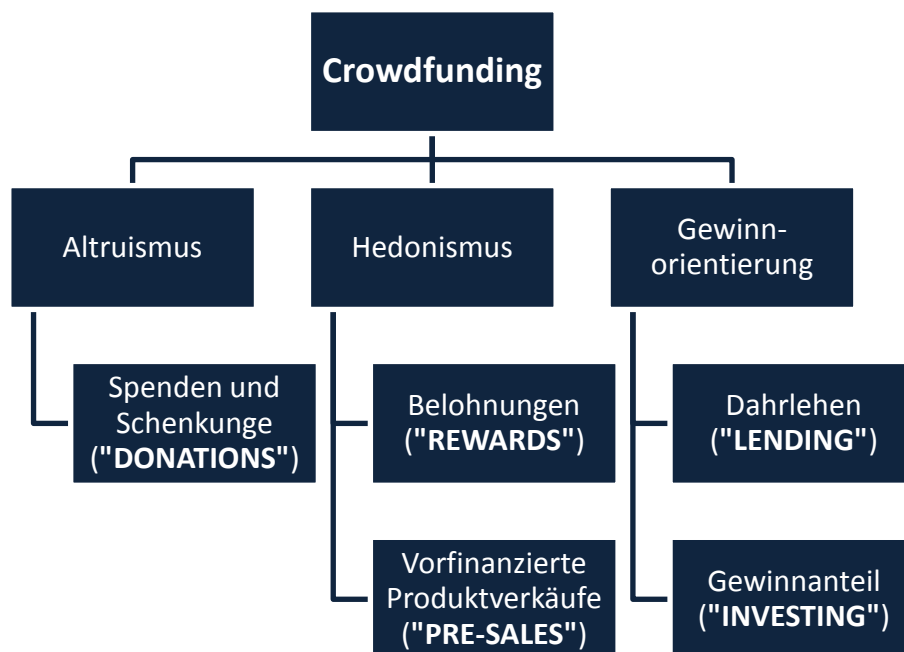 Crowdfunding
Altruismus
Hedonismus
Gewinn-
orientierung
Spenden und
Schenkunge
("DONATIONS")
Belohnungen
("REWARDS")
Dahrlehen
("LENDING")
Vorfinanzierte
Produktverkäufe
("PRE-SALES")
Gewinnanteil
("INVESTING")